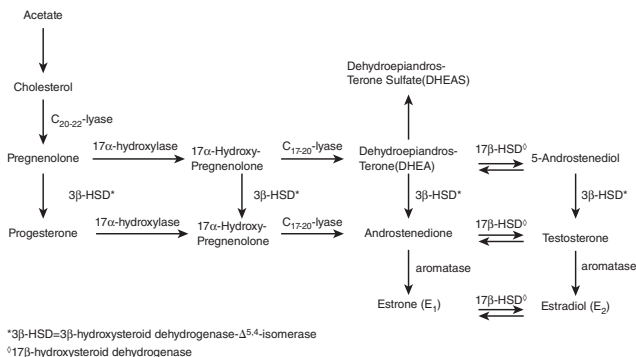 Acetate
Dehydroepiandros-
Terone Sulfate(DHEAS)
Cholesterol
C20-22-lyase
17α-hydroxylase
17α-Hydroxy-
Pregnenolone
C17-20-lyase
Dehydroepiandros-
Terone(DHEA)
17β-HSD◊
5-Androstenediol
Pregnenolone
3β-HSD*
3β-HSD*
3β-HSD*
3β-HSD*
Progesterone
17α-hydroxylase
17α-Hydroxy-
Pregnenolone
C17-20-lyase
Androstenedione
17β-HSD◊
Testosterone
aromatase
aromatase
Estrone (E1)
17β-HSD◊
Estradiol (E2)
*3β-HSD=3β-hydroxysteroid dehydrogenase-Δ5,4-isomerase
◊17β-hydroxysteroid dehydrogenase